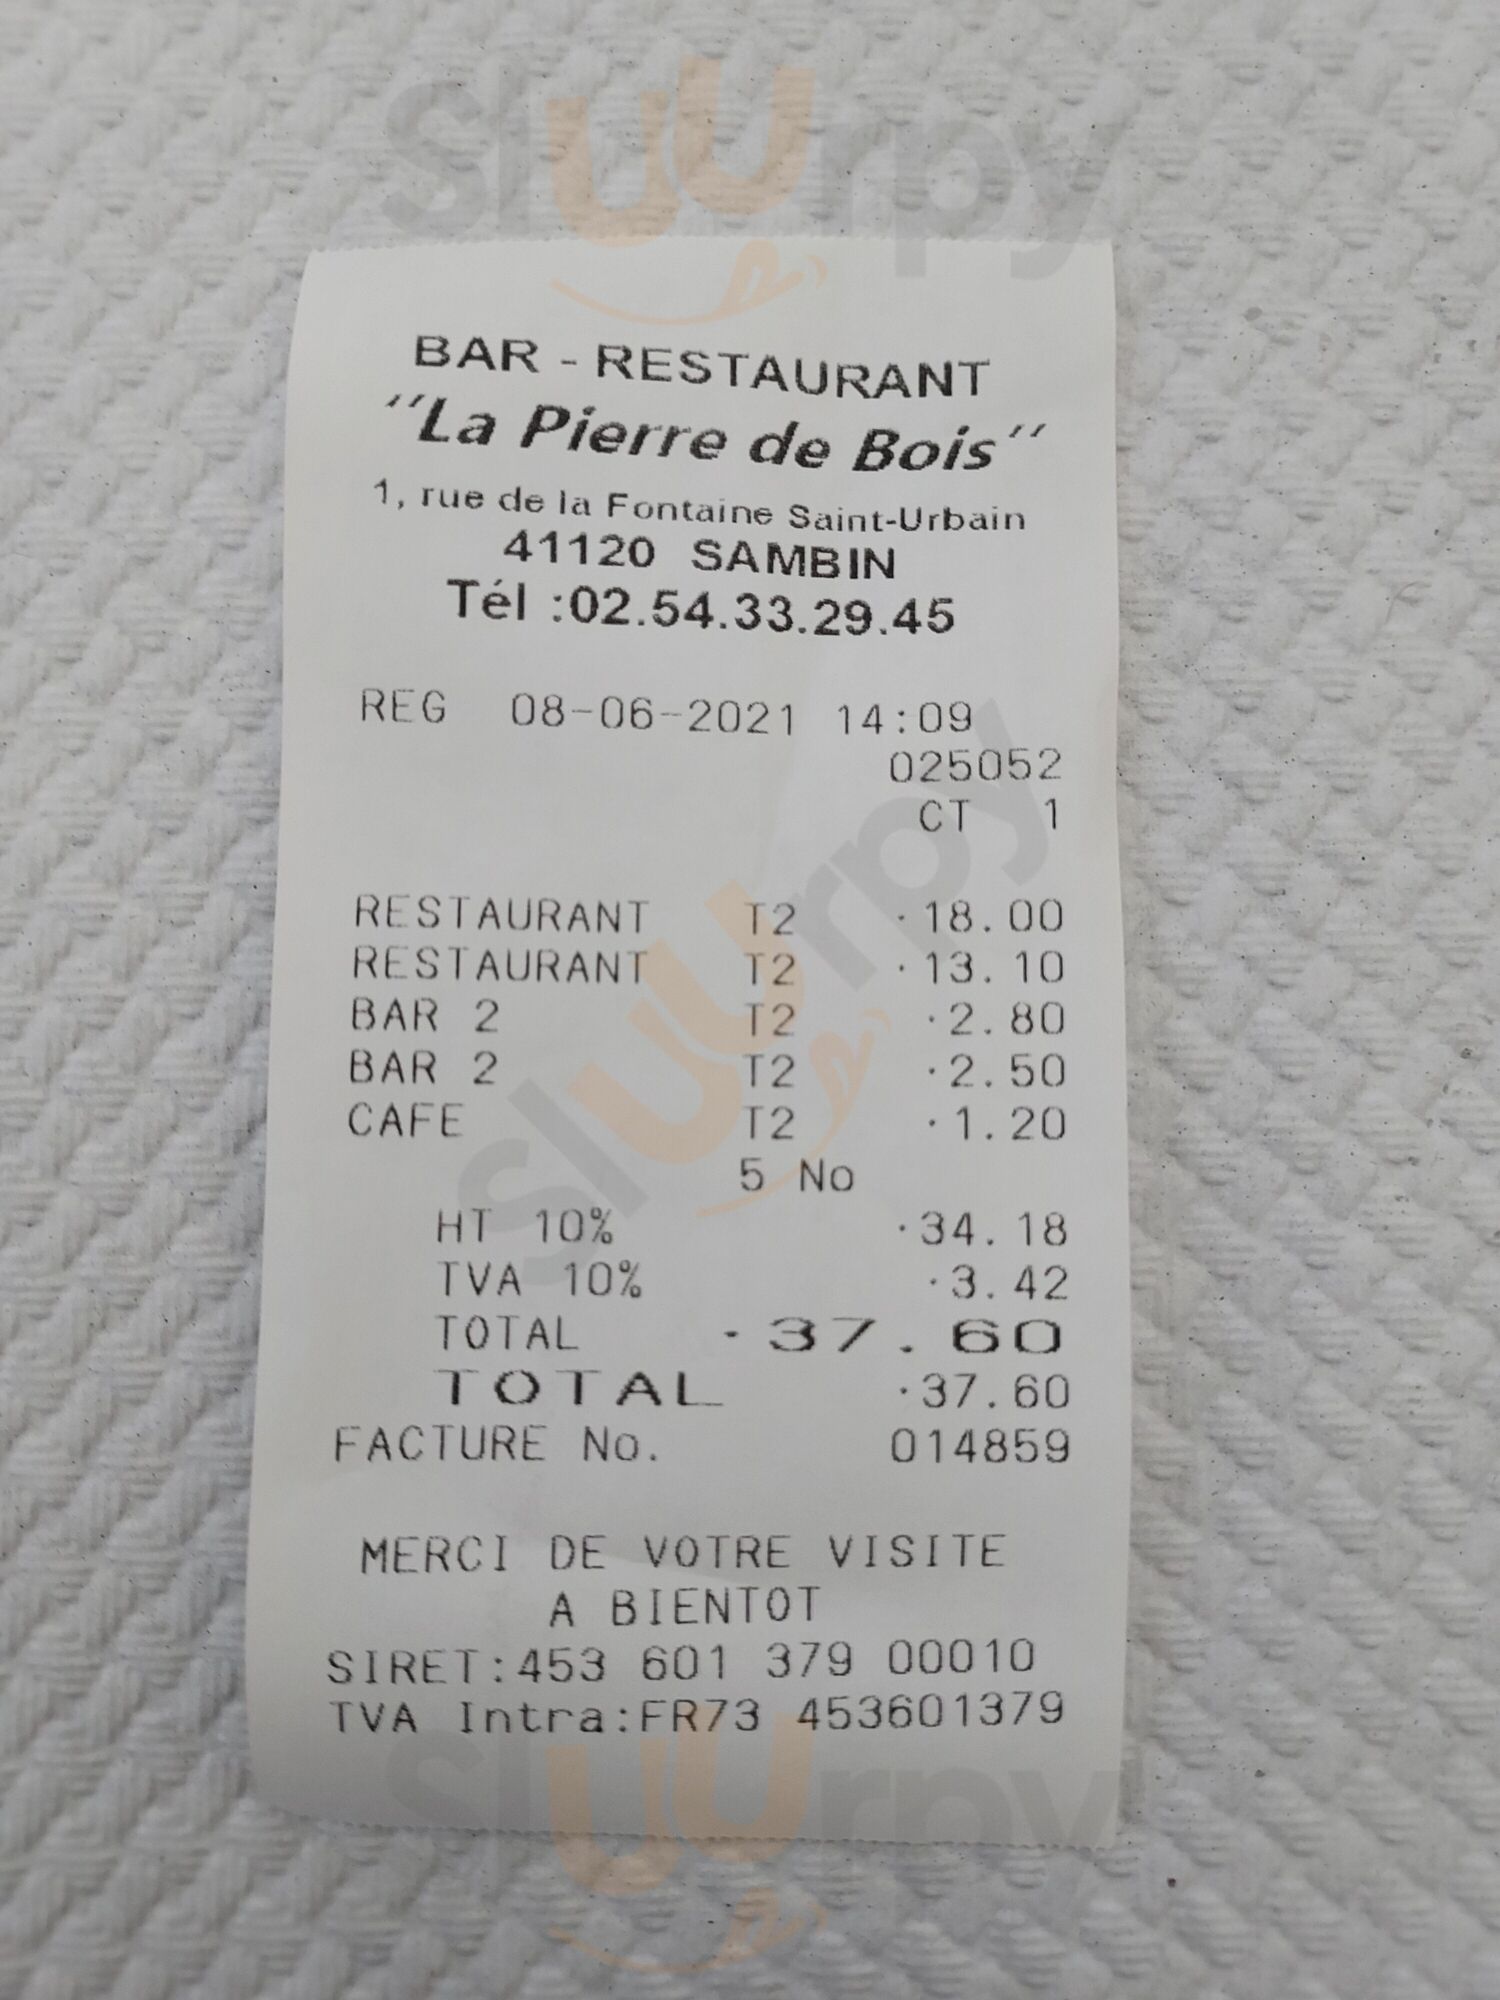 sluurpy
BAR - RESTAURANT
"La Pierre de Bois"
1, rue de la Fontaine Saint-Urbain
41120 SAMBIN
Tél :02.54.33.29.45
REG 08-06-2021 14:09
025052
CT 1
RESTAURANT T2 ·18.00
RESTAURANT T2 ·13.10
BAR 2 T2 ·2.80
BAR 2 T2 ·2.50
CAFE T2 ·1.20
sluurpy
5 No
HT 10% ·34.18
TVA 10% ·3.42
TOTAL ·37.60
TOTAL ·37.60
FACTURE No. 014859
MERCI DE VOTRE VISITE
A BIENTOT
SIRET:453 601 379 00010
TVA Intra:FR73 453601379
sluurpy